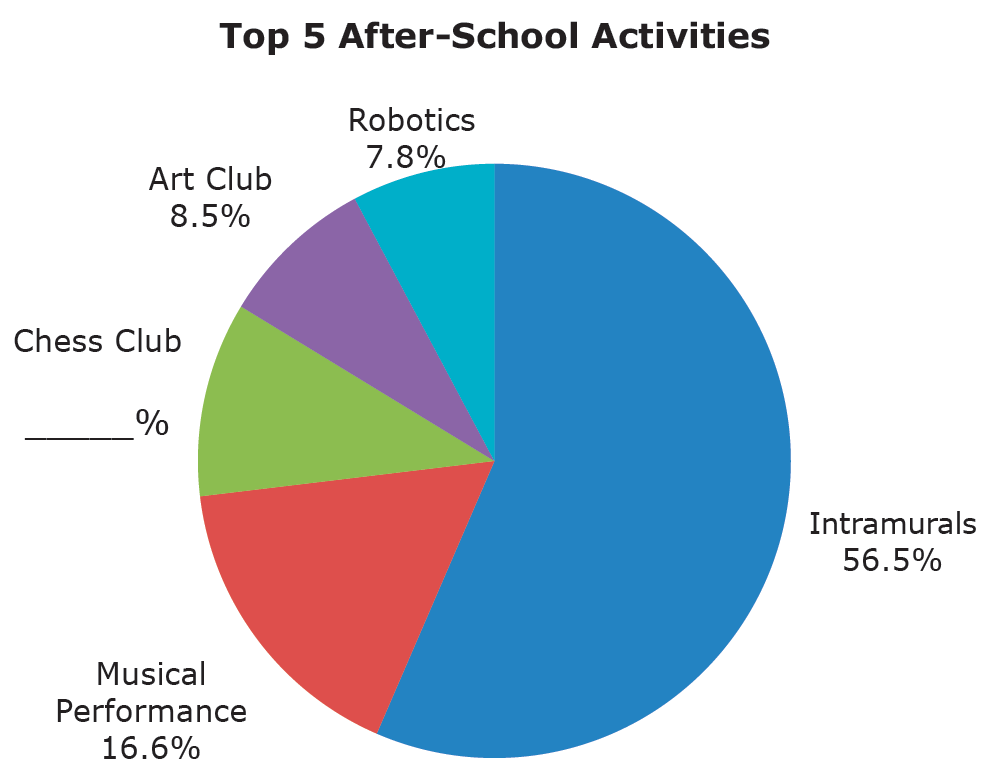 Top 5 After–School Activities
Robotics
7.8%
Art Club
8.5%
Chess Club
______%
Intramurals
56.5%
Musical
Performance
16.6%